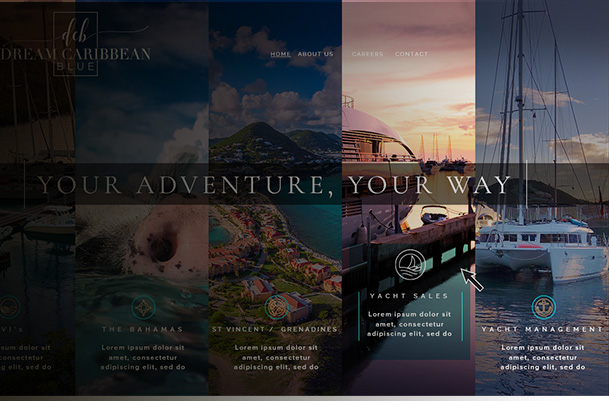 dcb
DREAM CARIBBEAN
BLUE
HOME ABOUT US CAREERS CONTACT
YOUR ADVENTURE, YOUR WAY
VI's
Lorem ipsum dolor sit
amet, consectetur
adipiscing elit, sed do
THE BAHAMAS
Lorem ipsum dolor sit
amet, consectetur
adipiscing elit, sed do
ST VINCENT / GRENADINES
Lorem ipsum dolor sit
amet, consectetur
adipiscing elit, sed do
YACHT SALES
Lorem ipsum dolor sit
amet, consectetur
adipiscing elit, sed do
YACHT MANAGEMENT
Lorem ipsum dolor sit
amet, consectetur
adipiscing elit, sed do